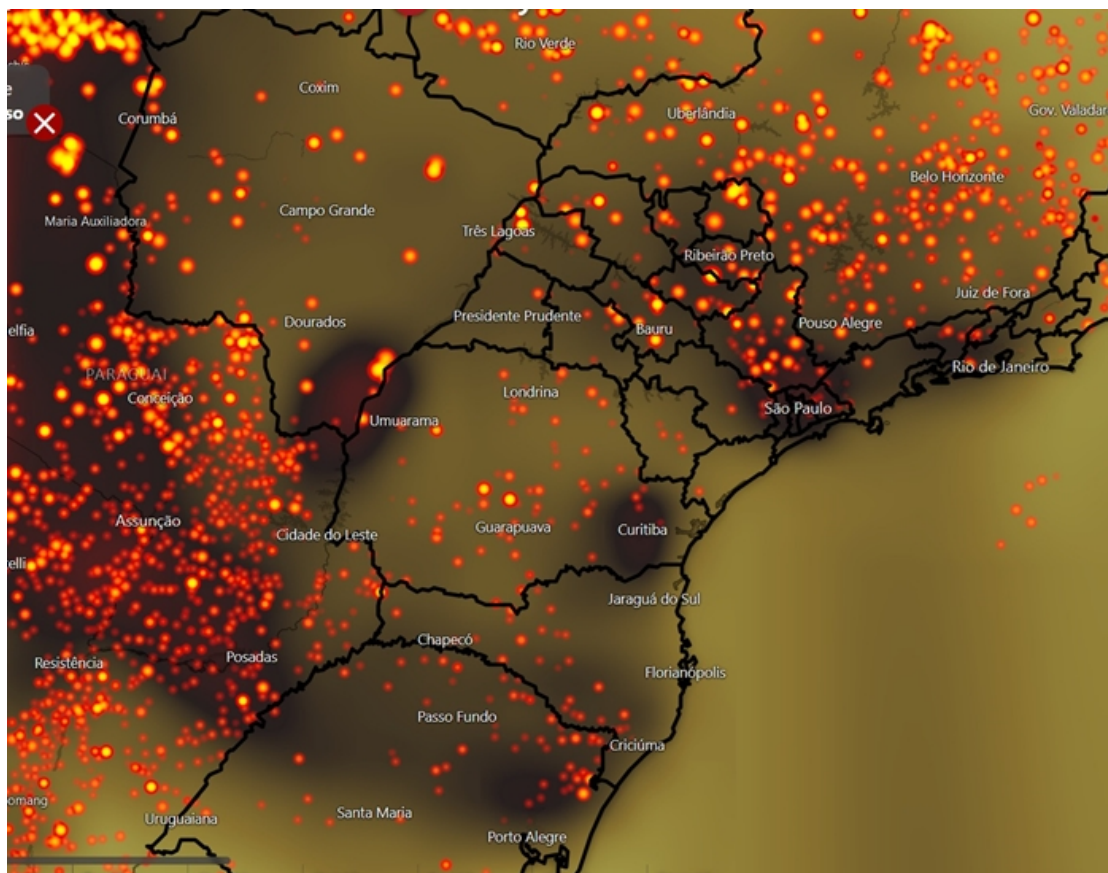 Rio Verde
Coxim
so
Corumbá
Uberlândia
Gov. Valadar
Belo Horizonte
Maria Auxiliadora
Campo Grande
Três Lagoas
Ribeirão Preto
Juiz de Fora
elfia
Dourados
Presidente Prudente
Bauru
Pouso Alegre
PARAGUAI
Conceição
Londrina
Rio de Janeiro
Umuarama
São Paulo
Assunção
Cidade do Leste
Guarapuava
Curitiba
elli
Jaraguá do Sul
Chapecó
Resistência
Posadas
Florianópolis
Passo Fundo
Criciúma
omang
Uruguaiana
Santa Maria
Porto Alegre